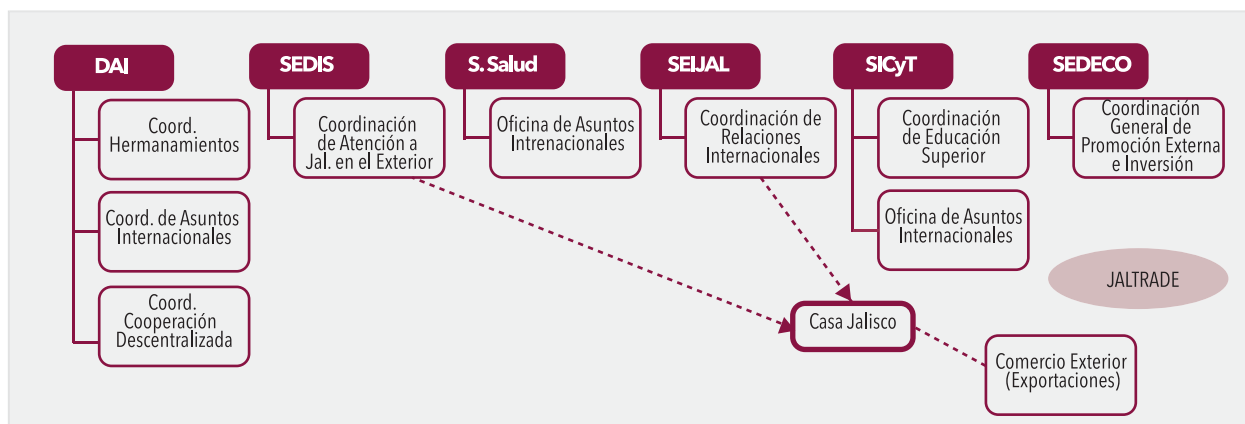 DAI
SEDIS
S. Salud
SEIJAL
SICyT
SEDECO
Coord.
Hermanamientos
Coord. de Asuntos
Internacionales
Coord.
Cooperación
Descentralizada
Coordinación
de Atención a
Jal. en el Exterior
Oficina de Asuntos
Intrenacionales
Coordinación de
Relaciones
Internacionales
Coordinación
de Educación
Superior
Oficina de Asuntos
Internacionales
Coordinación
General de
Promoción Externa
e Inversión
JALTRADE
Casa Jalisco
Comercio Exterior
(Exportaciones)